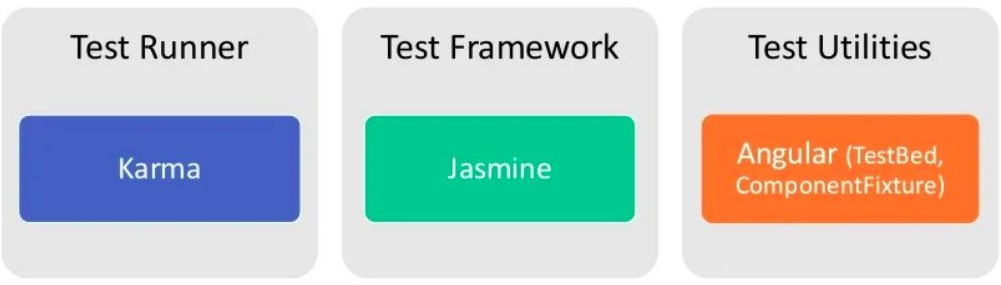 Test Runner
Karma
Test Framework
Jasmine
Test Utilities
Angular (TestBed,
ComponentFixture)